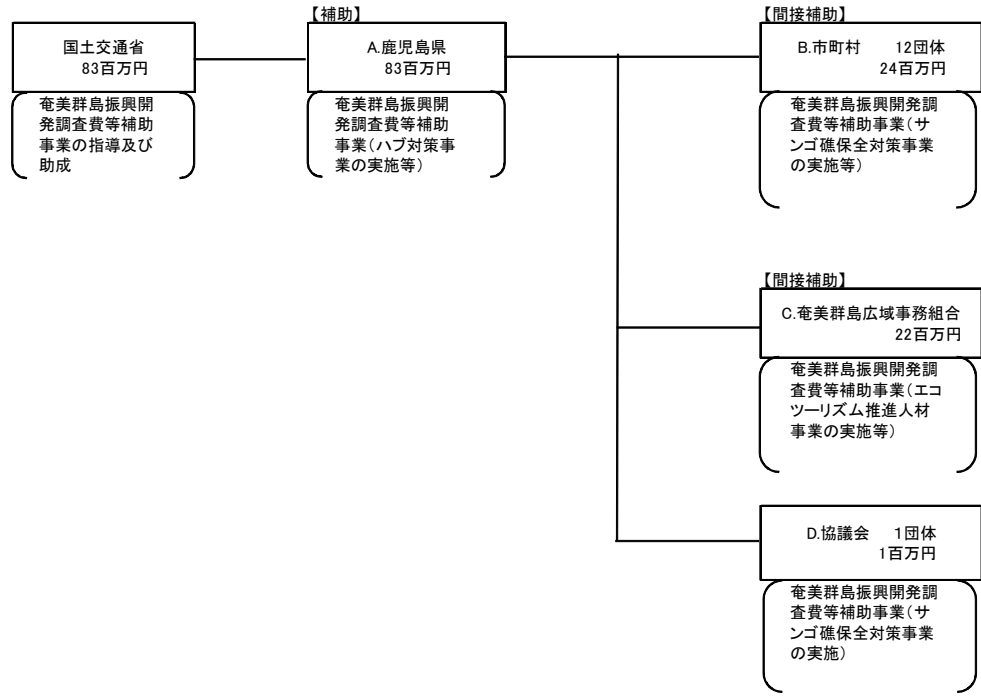 国土交通省
83百万円
奄美群島振興開
発調査費等補助
事業の指導及び
助成
【補助】
A.鹿児島県
83百万円
奄美群島振興開
発調査費等補助
事業(ハブ対策事
業の実施等)
【間接補助】
B.市町村 12団体
24百万円
奄美群島振興開発調
査費等補助事業(サ
ンゴ礁保全対策事業
の実施等)
【間接補助】
C.奄美群島広域事務組合
22百万円
奄美群島振興開発調
査費等補助事業(エコ
ツーリズム推進人材
事業の実施等)
D.協議会 1団体
1百万円
奄美群島振興開発調
査費等補助事業(サ
ンゴ礁保全対策事業
の実施)